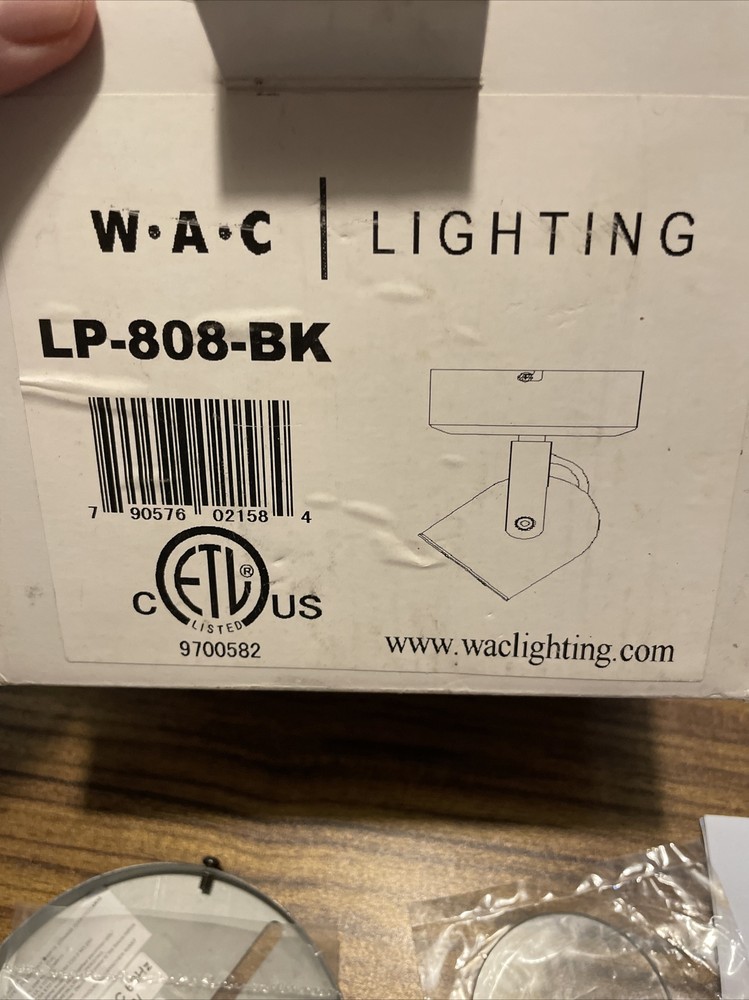 W·A·C | LIGHTING
LP-808-BK
7 90576 02158 4
C ETL® US
LISTED
9700582
www.waclighting.com